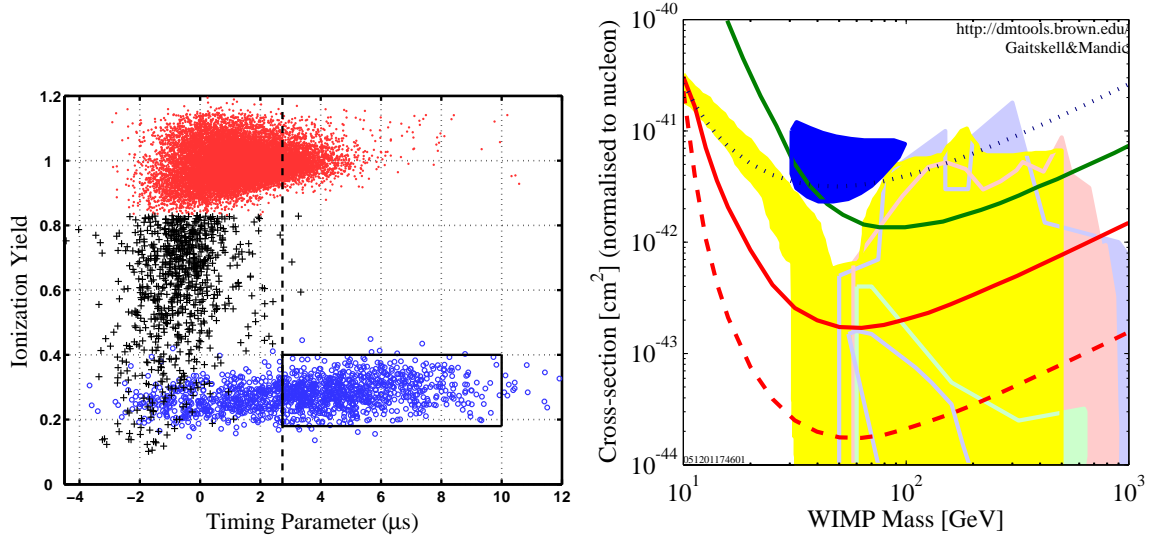 1.2
1
0.8
0.6
0.4
0.2
0
−4 −2 0 2 4 6 8 10 12
Ionization Yield
Timing Parameter (μs)
http://dmtools.brown.edu/
Gaitskell&Mandic
10^-40
10^-41
10^-42
10^-43
10^-44
Cross-section [cm^2] (normalised to nucleon)
051201174601
10^1 10^2 10^3
WIMP Mass [GeV]